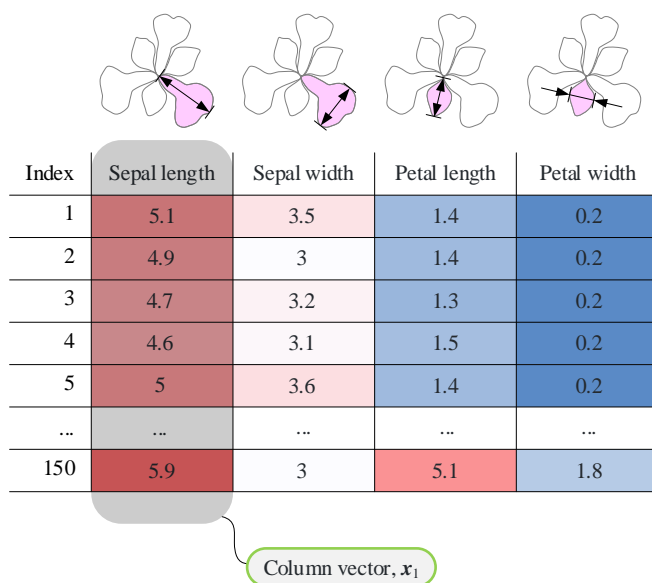 Index Sepal length Sepal width Petal length Petal width
1 5.1 3.5 1.4 0.2
2 4.9 3 1.4 0.2
3 4.7 3.2 1.3 0.2
4 4.6 3.1 1.5 0.2
5 5 3.6 1.4 0.2
... ... ... ... ...
150 5.9 3 5.1 1.8
Column vector, x₁